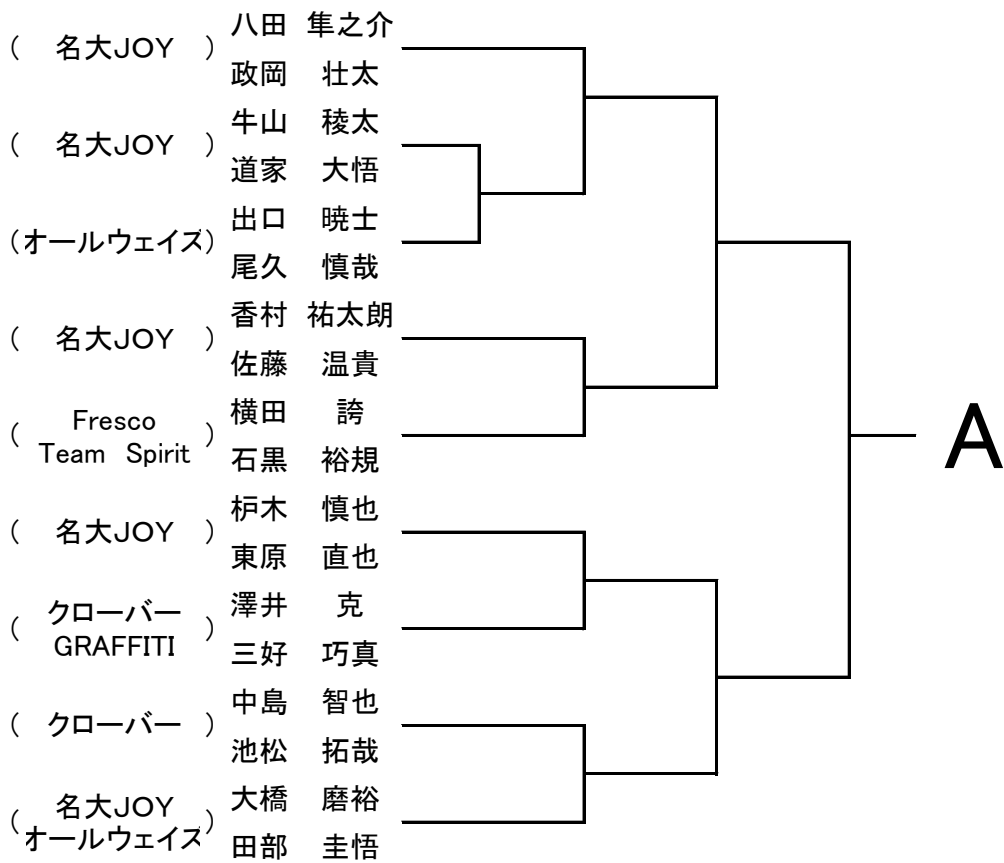 八田 隼之介
( 名大JOY )
政岡 壮太
牛山 稜太
( 名大JOY )
道家 大悟
出口 暁士
(オールウェイズ)
尾久 慎哉
香村 祐太朗
( 名大JOY )
佐藤 温貴
横田 誇
( Fresco
Team Spirit )
石黒 裕規
枦木 慎也
( 名大JOY )
東原 直也
澤井 克
( クローバー
GRAFFITI )
三好 巧真
中島 智也
( クローバー )
池松 拓哉
大橋 磨裕
( 名大JOY
オールウェイズ )
田部 圭悟
A